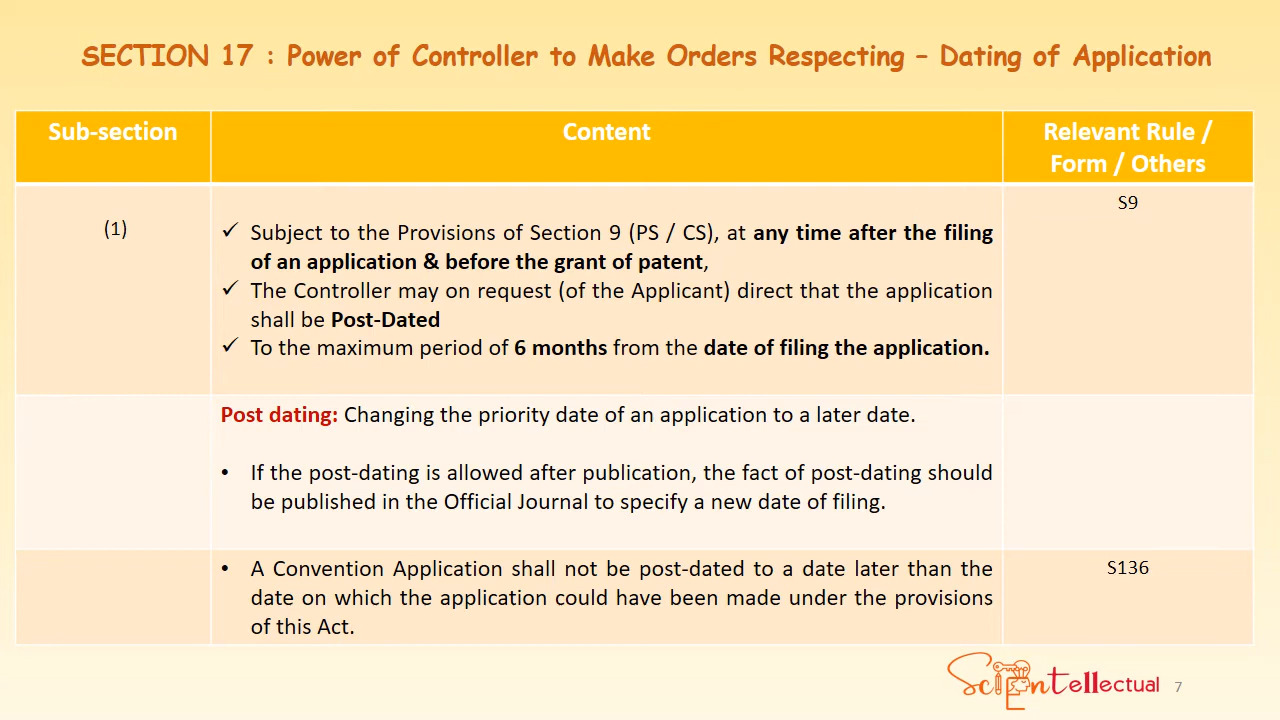 SECTION 17 : Power of Controller to Make Orders Respecting – Dating of Application
Sub-section
Content
Relevant Rule /
Form / Others
(1)
✓ Subject to the Provisions of Section 9 (PS / CS), at any time after the filing
of an application & before the grant of patent,
✓ The Controller may on request (of the Applicant) direct that the application
shall be Post-Dated
✓ To the maximum period of 6 months from the date of filing the application.
S9
Post dating: Changing the priority date of an application to a later date.
• If the post-dating is allowed after publication, the fact of post-dating should
be published in the Official Journal to specify a new date of filing.
• A Convention Application shall not be post-dated to a date later than the
date on which the application could have been made under the provisions
of this Act.
S136
Scientellectual
7